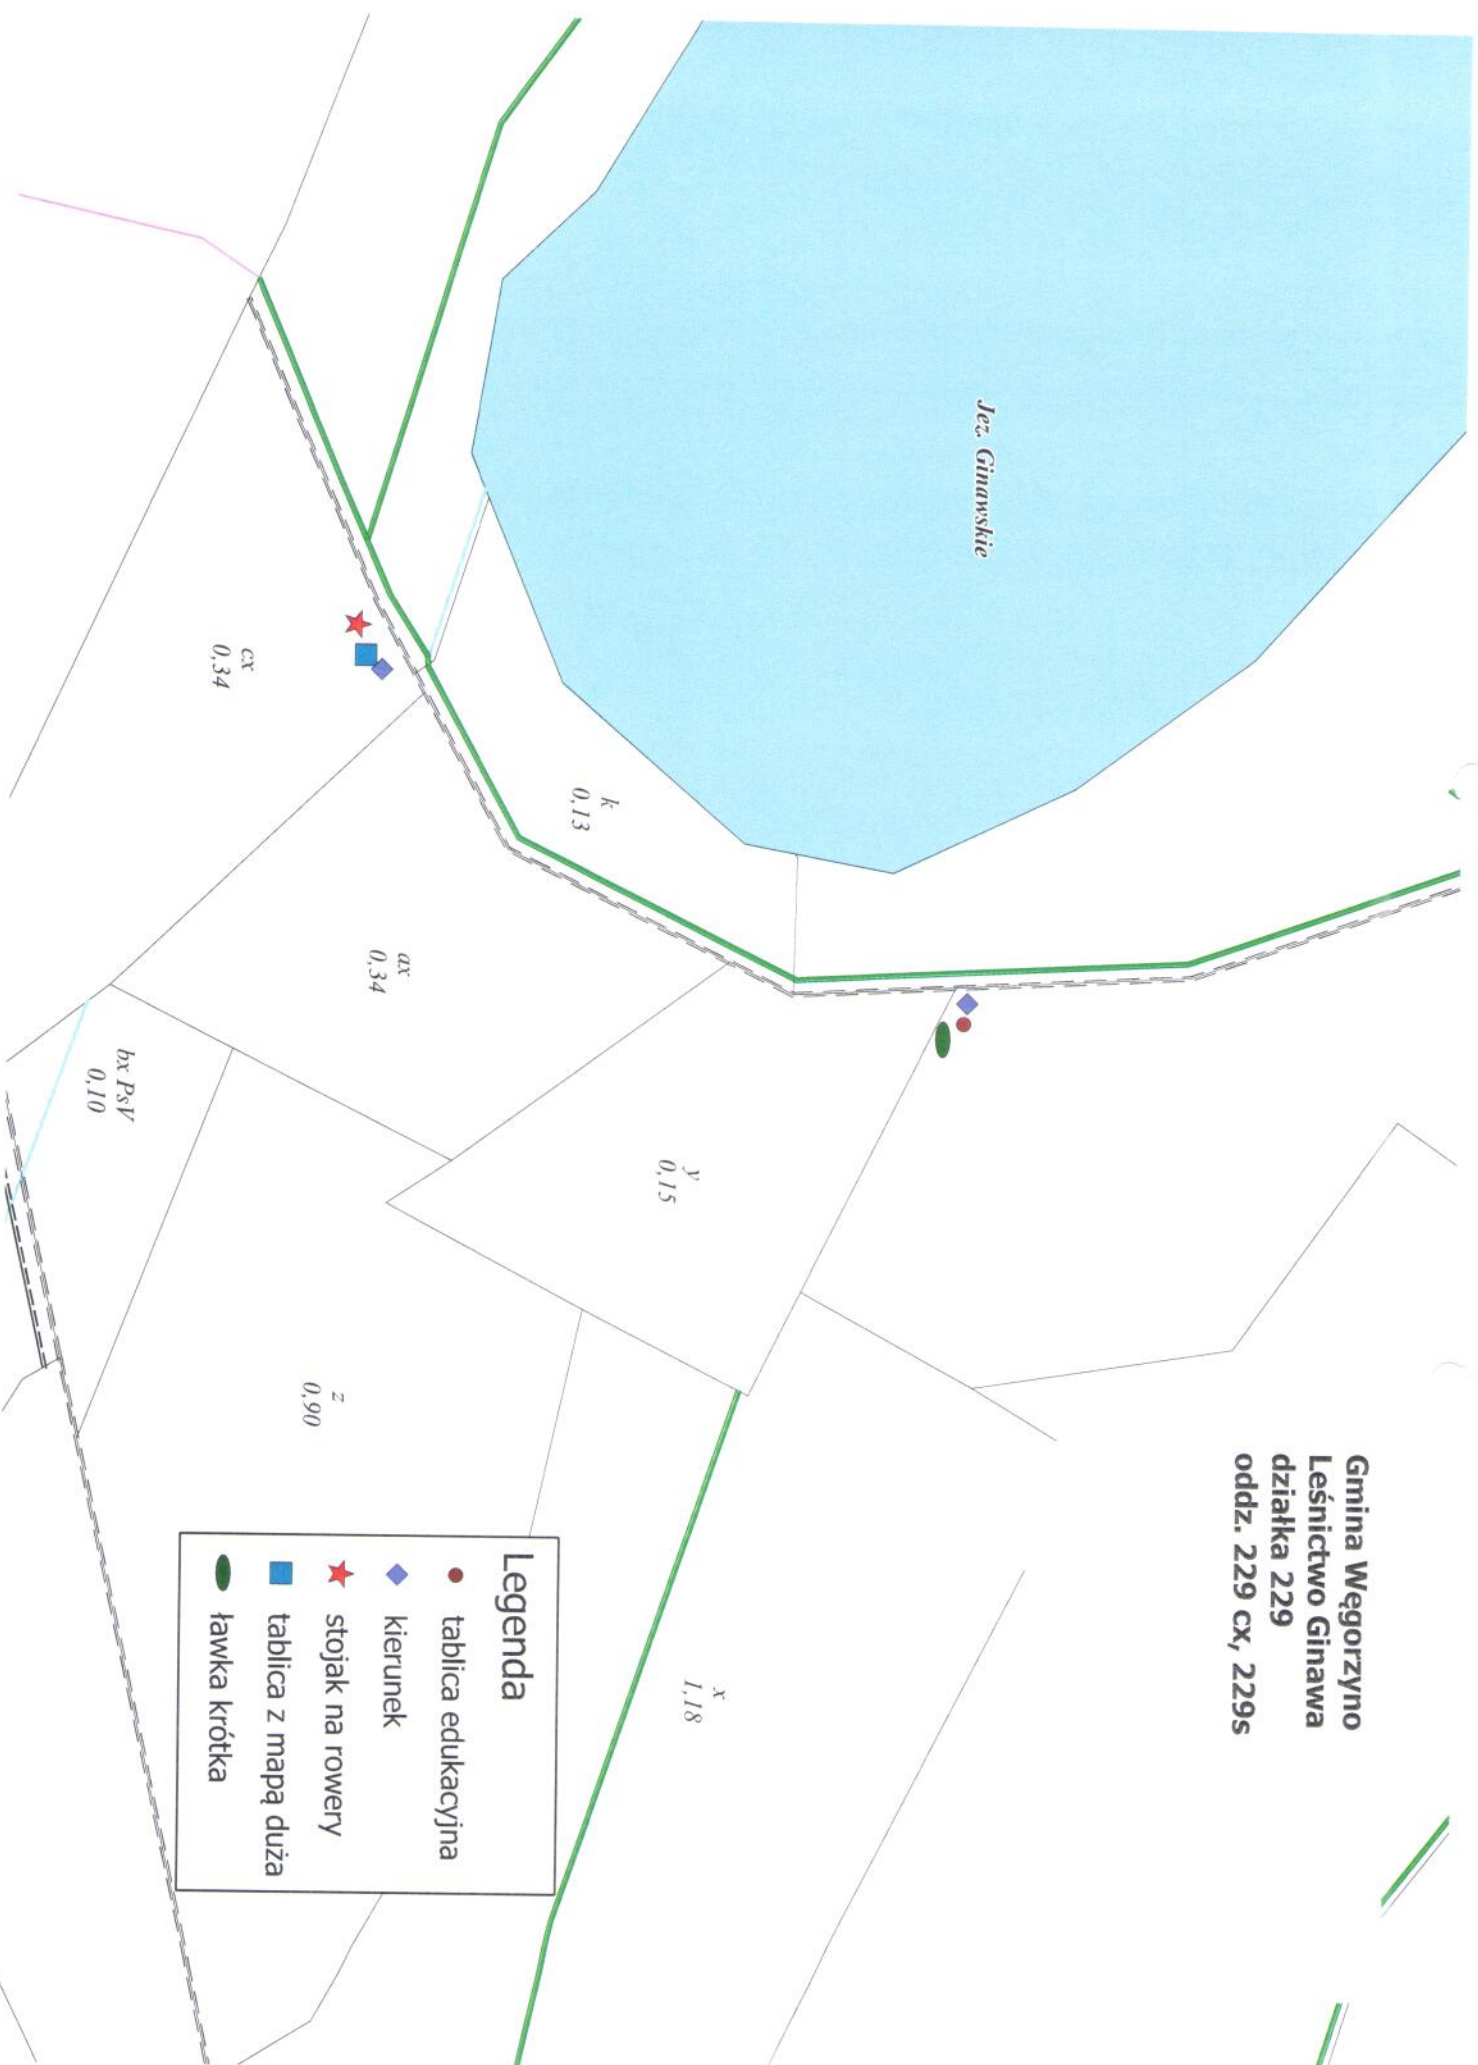 Gmina Węgorzyno
Leśnictwo Ginawa
działka 229
oddz. 229 cx, 229s
Jez. Ginawskie
k
0,13
cx
0,34
ax
0,34
bx PsV
0,10
y
0,15
z
0,90
x
1,18
Legenda
tablica edukacyjna
kierunek
stojak na rowery
tablica z mapą duża
ławka krótka